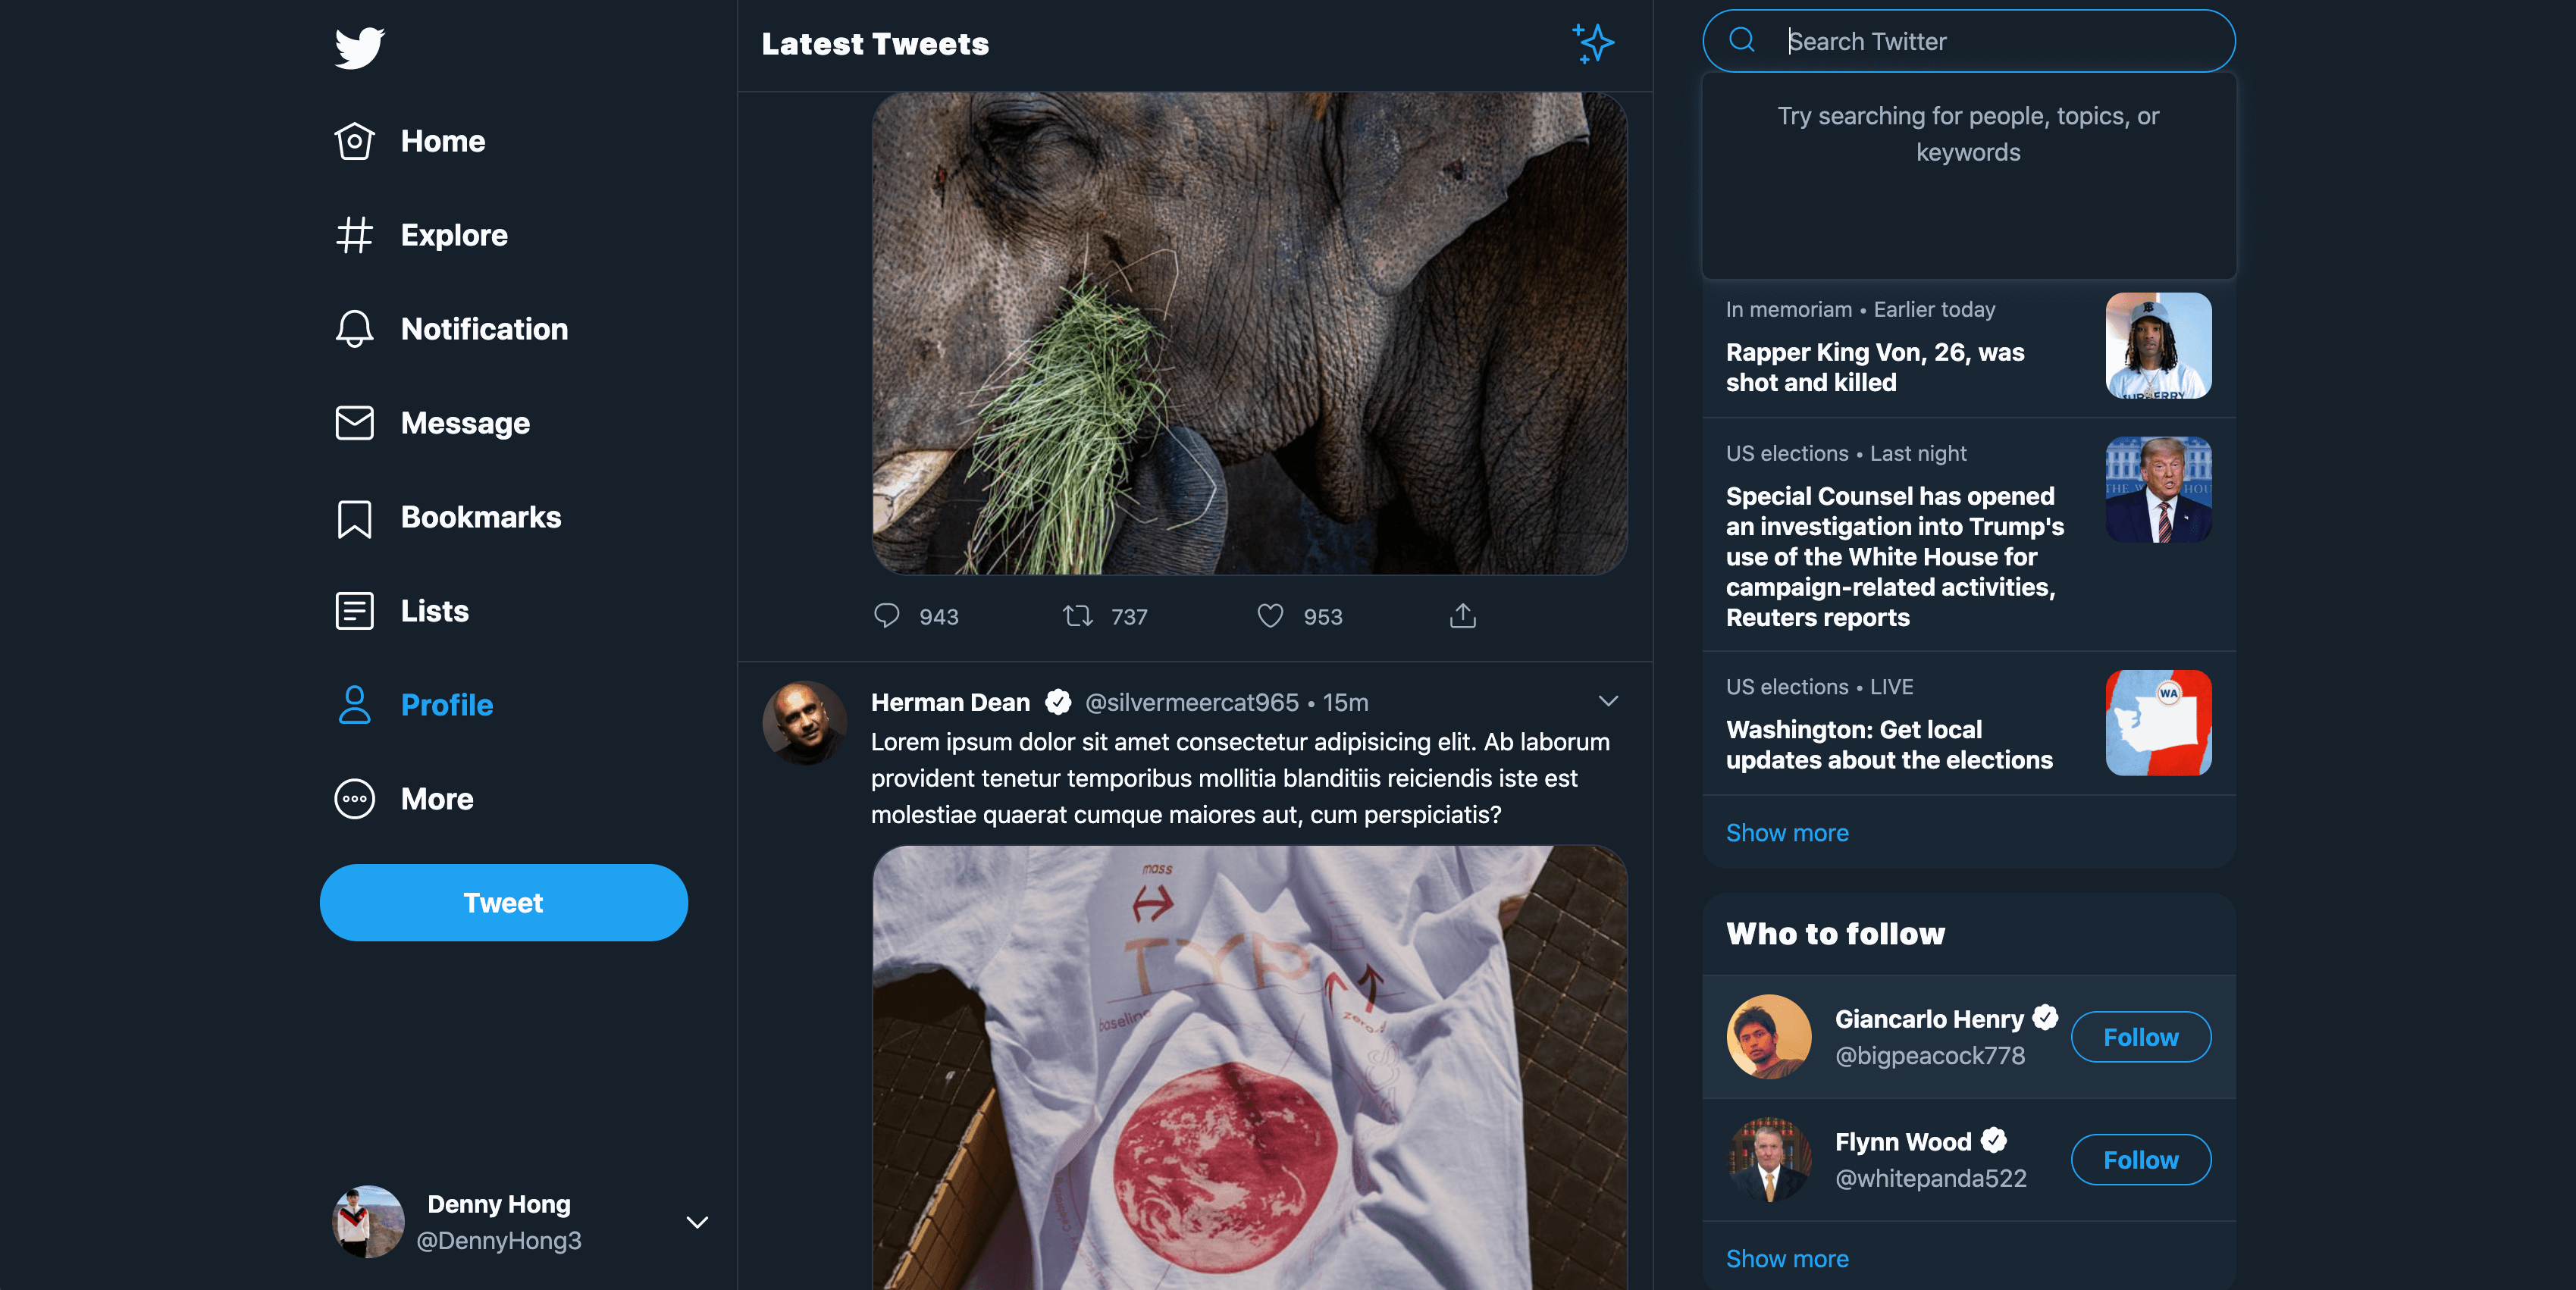 Home
Explore
Notification
Message
Bookmarks
Lists
Profile
More
Tweet
Denny Hong
@DennyHong3
Latest Tweets
943 737 953
Herman Dean @silvermeercat965 • 15m
Lorem ipsum dolor sit amet consectetur adipisicing elit. Ab laborum
provident tenetur temporibus mollitia blanditiis reiciendis iste est
molestiae quaerat cumque maiores aut, cum perspiciatis?
mass
TYPE
baseline
Search Twitter
Try searching for people, topics, or
keywords
In memoriam • Earlier today
Rapper King Von, 26, was
shot and killed
US elections • Last night
Special Counsel has opened
an investigation into Trump's
use of the White House for
campaign-related activities,
Reuters reports
US elections • LIVE
Washington: Get local
updates about the elections
WA
Show more
Who to follow
Giancarlo Henry
@bigpeacock778
Follow
Flynn Wood
@whitepanda522
Follow
Show more